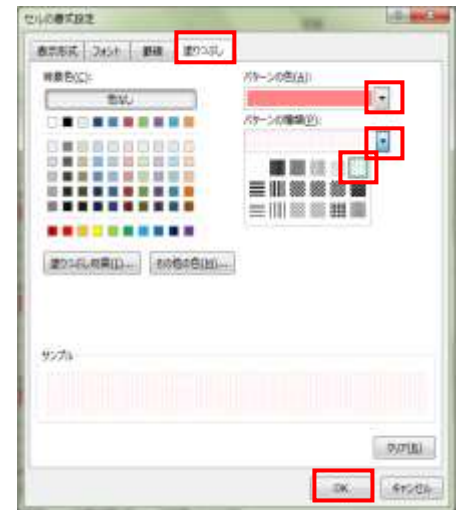 セルの書式設定
表示形式 フォント 罫線 塗りつぶし
背景色(C):
色なし
パターンの色(A):
パターンの種類(P):
塗りつぶし効果(I)... その他の色(M)...
サンプル
クリア(R)
OK キャンセル